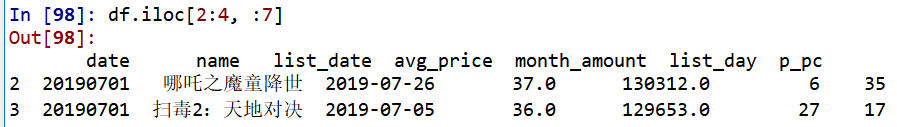 In [98]: df.iloc[2:4, :7]
Out[98]:
date name list_date avg_price month_amount list_day p_pc
2 20190701 哪吒之魔童降世 2019-07-26 37.0 130312.0 6 35
3 20190701 扫毒2：天地对决 2019-07-05 36.0 129653.0 27 17